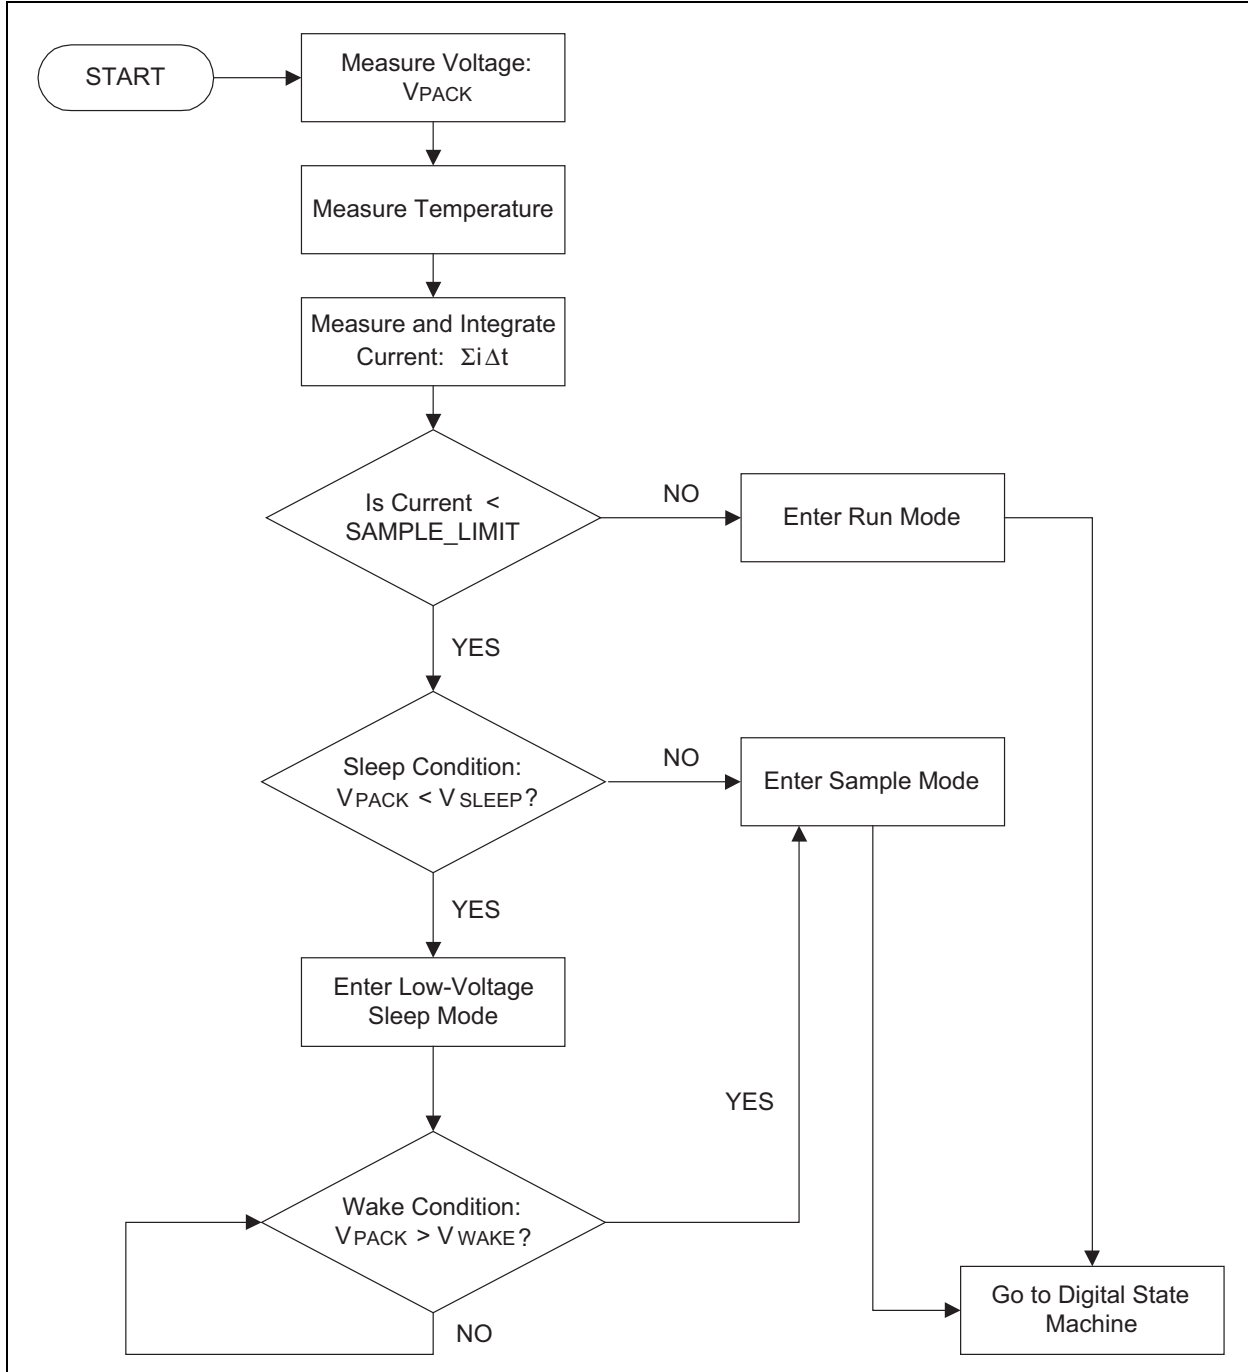 START
Measure Voltage:
VPACK
Measure Temperature
Measure and Integrate
Current: ΣiΔt
Is Current <
SAMPLE_LIMIT
NO
Enter Run Mode
YES
Sleep Condition:
VPACK < VSLEEP?
NO
Enter Sample Mode
YES
Enter Low-Voltage
Sleep Mode
YES
Wake Condition:
VPACK > VWAKE?
NO
Go to Digital State
Machine